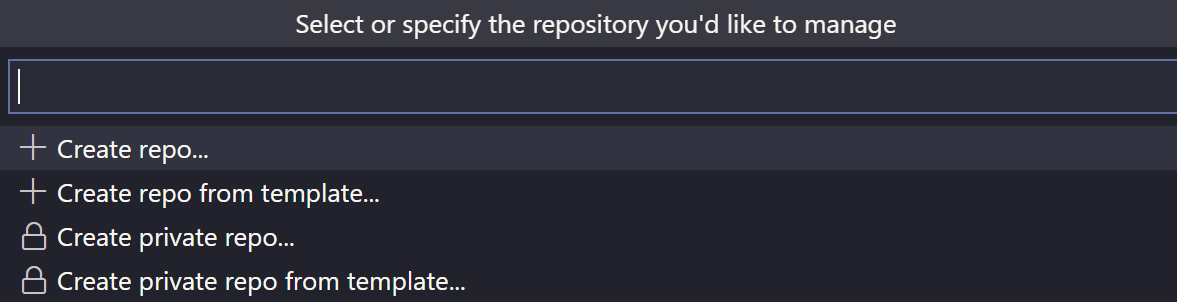 Select or specify the repository you'd like to manage
Create repo...
Create repo from template...
Create private repo...
Create private repo from template...